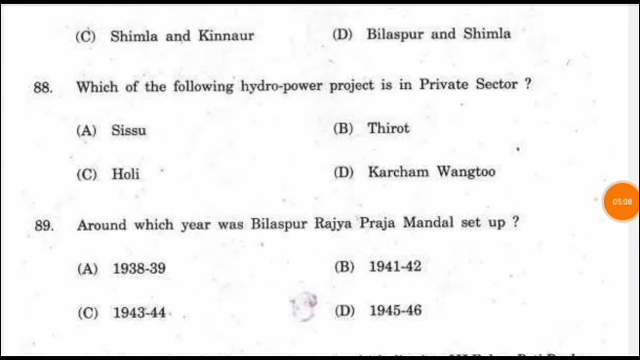 (C) Shimla and Kinnaur (D) Bilaspur and Shimla
88. Which of the following hydro-power project is in Private Sector ?
(A) Sissu (B) Thirot
(C) Holi (D) Karcham Wangtoo
05:08
89. Around which year was Bilaspur Rajya Praja Mandal set up ?
(A) 1938-39 (B) 1941-42
(C) 1943-44 (D) 1945-46